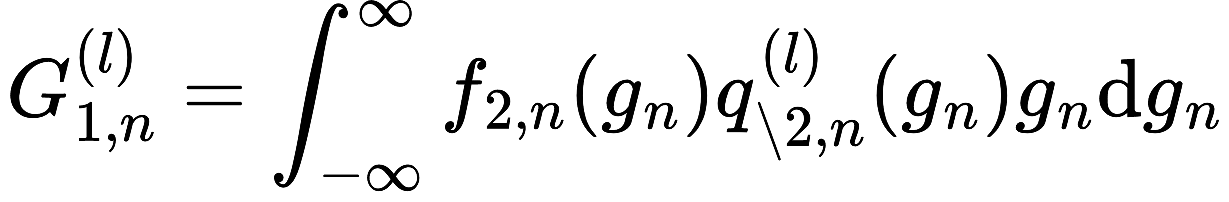 $G_{1,n}^{(l)} = \int_{-\infty}^{\infty} f_{2,n}(g_n) q_{\backslash 2,n}^{(l)}(g_n) g_n \mathrm{d}g_n$